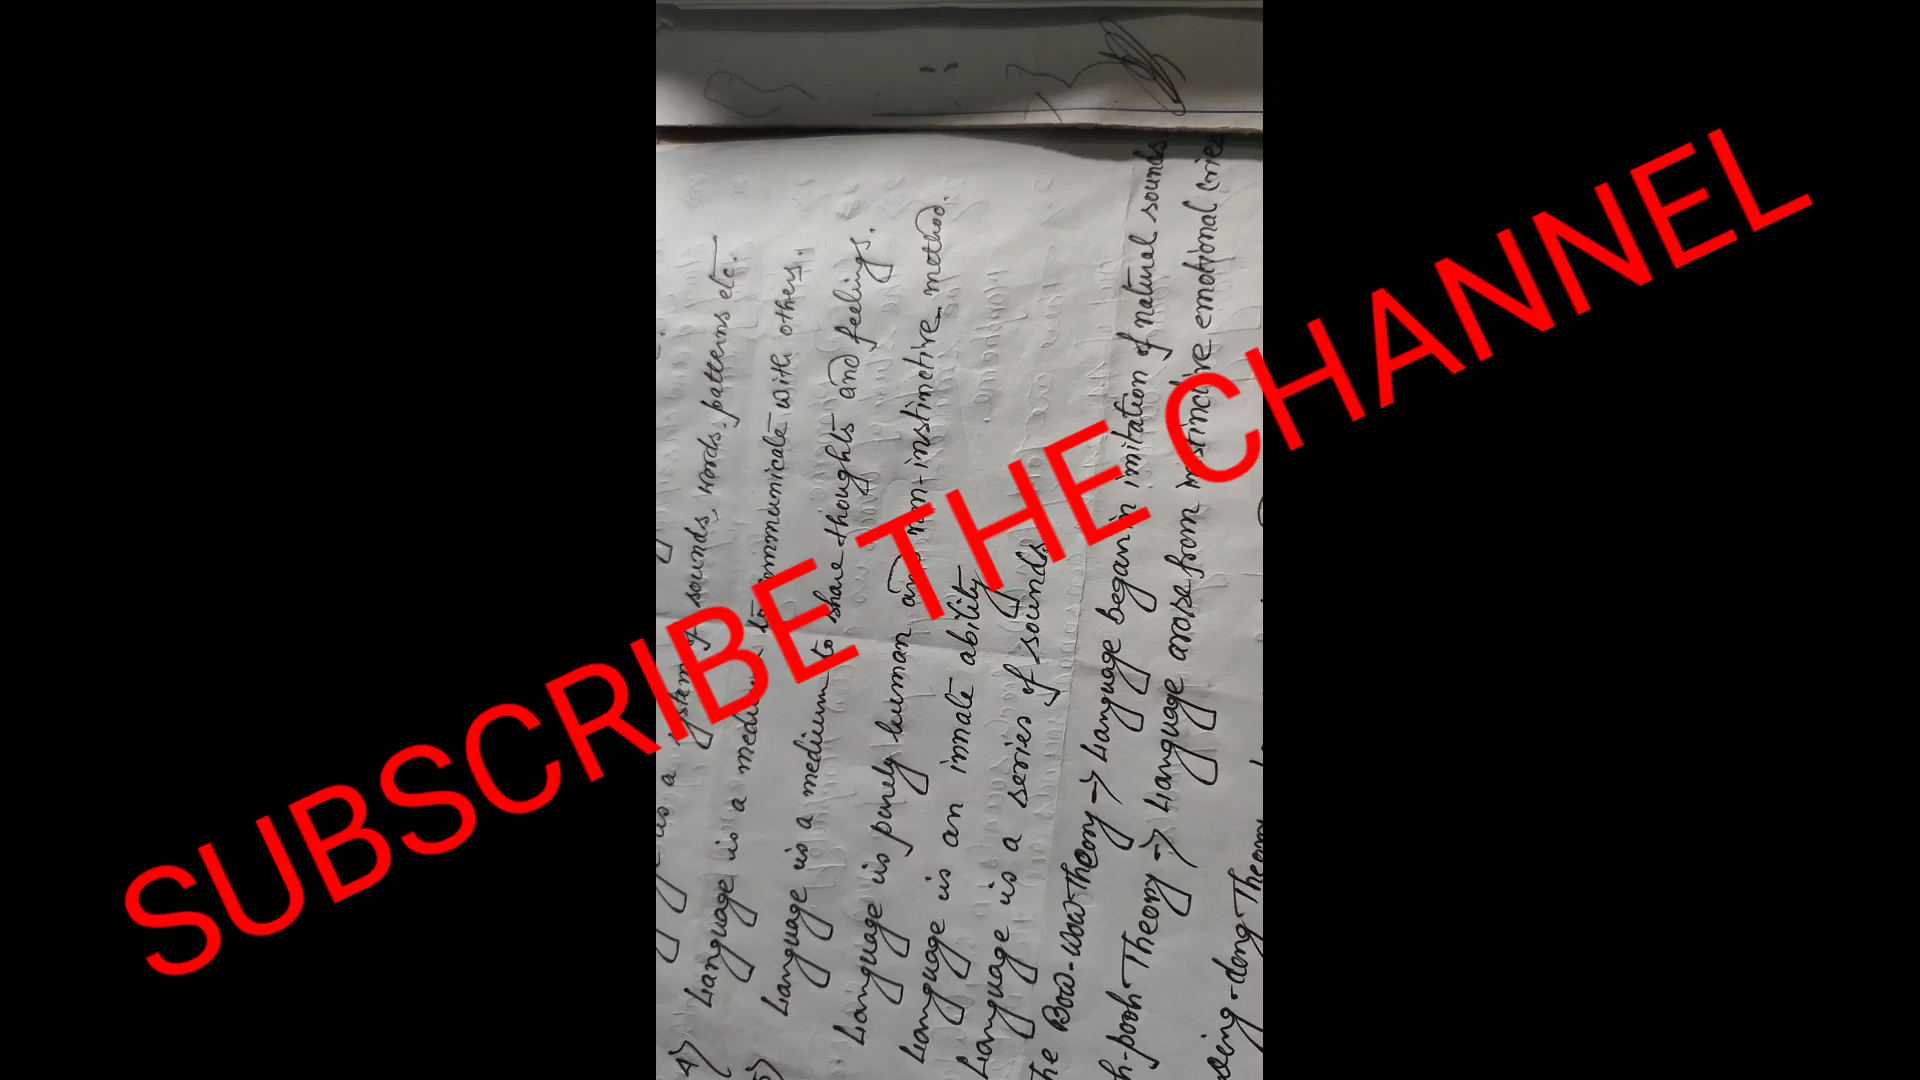 is a system of sounds, words, patterns etc.
4) Language is a medium to communicate with others.
5) Language is a medium to share thoughts and feelings.
Language is purely human and non-instinctive method.
Language is an innate ability
Language is a series of sounds
The Bow-Wow Theory → Language began in imitation of natural sounds
h-pooh-Theory → Language arose from instinctive emotional cries
ding-dong-Theory
SUBSCRIBE THE CHANNEL